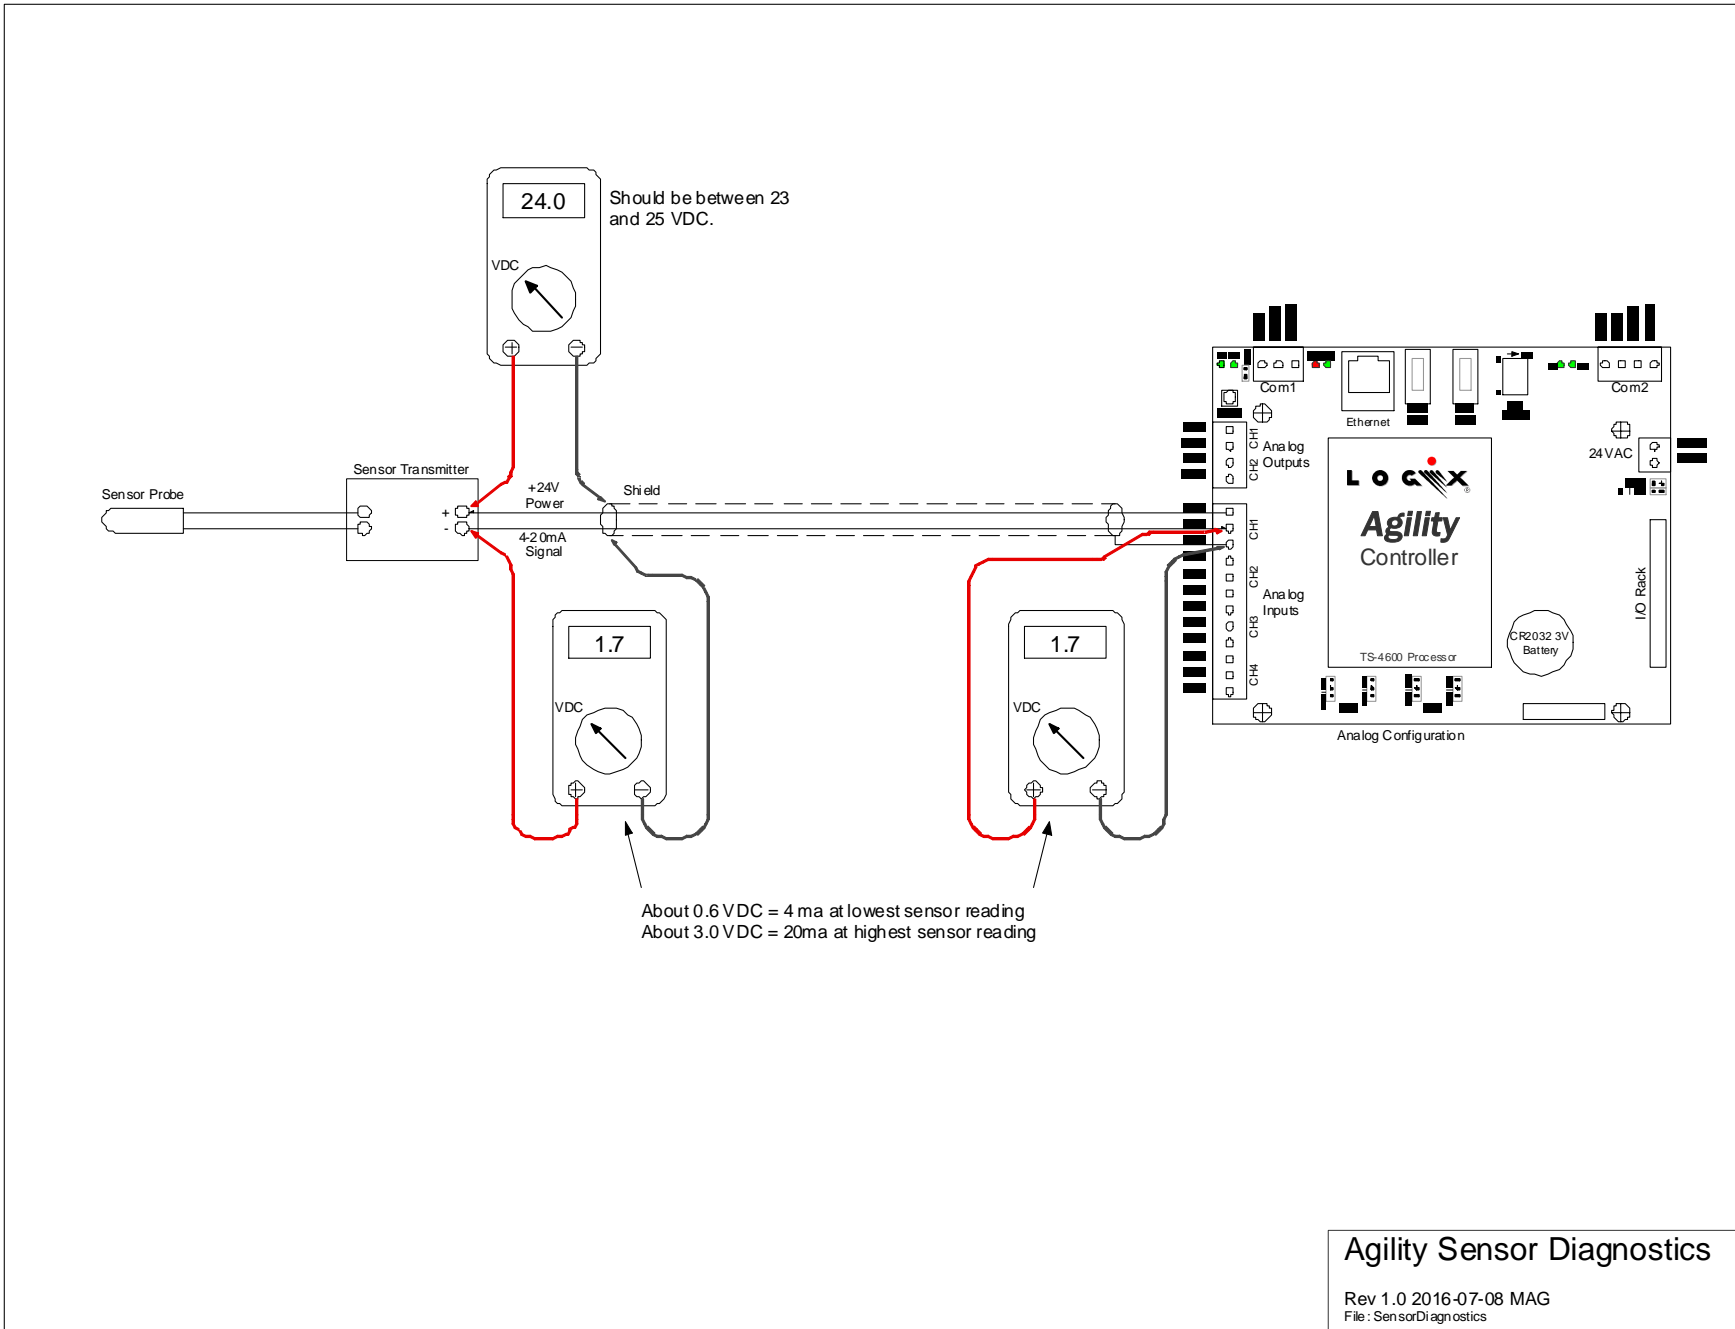 24.0
Should be between 23
and 25 VDC.
VDC
Com1
Com2
Ethernet
CH1
CH2
Analog
Outputs
24VAC
LOGIX
®
Agility
Controller
Sensor Transmitter
Sensor Probe
+24V
Power
Shield
+
-
4-20mA
Signal
CH1
CH2
CH3
CH4
Analog
Inputs
I/O Rack
CR2032 3V
Battery
TS-4600 Processor
1.7
VDC
1.7
VDC
Analog Configuration
About 0.6 VDC = 4 ma at lowest sensor reading
About 3.0 VDC = 20ma at highest sensor reading
Agility Sensor Diagnostics
Rev 1.0 2016-07-08 MAG
File: SensorDiagnostics